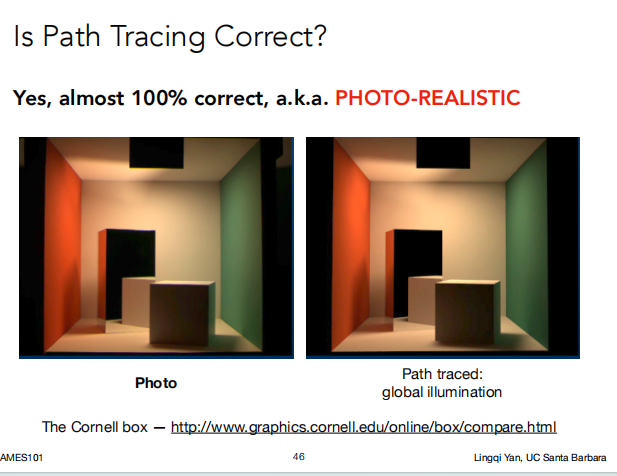 Is Path Tracing Correct?
Yes, almost 100% correct, a.k.a. PHOTO-REALISTIC
Photo
Path traced:
global illumination
The Cornell box — http://www.graphics.cornell.edu/online/box/compare.html
AMES101
46
Lingqi Yan, UC Santa Barbara